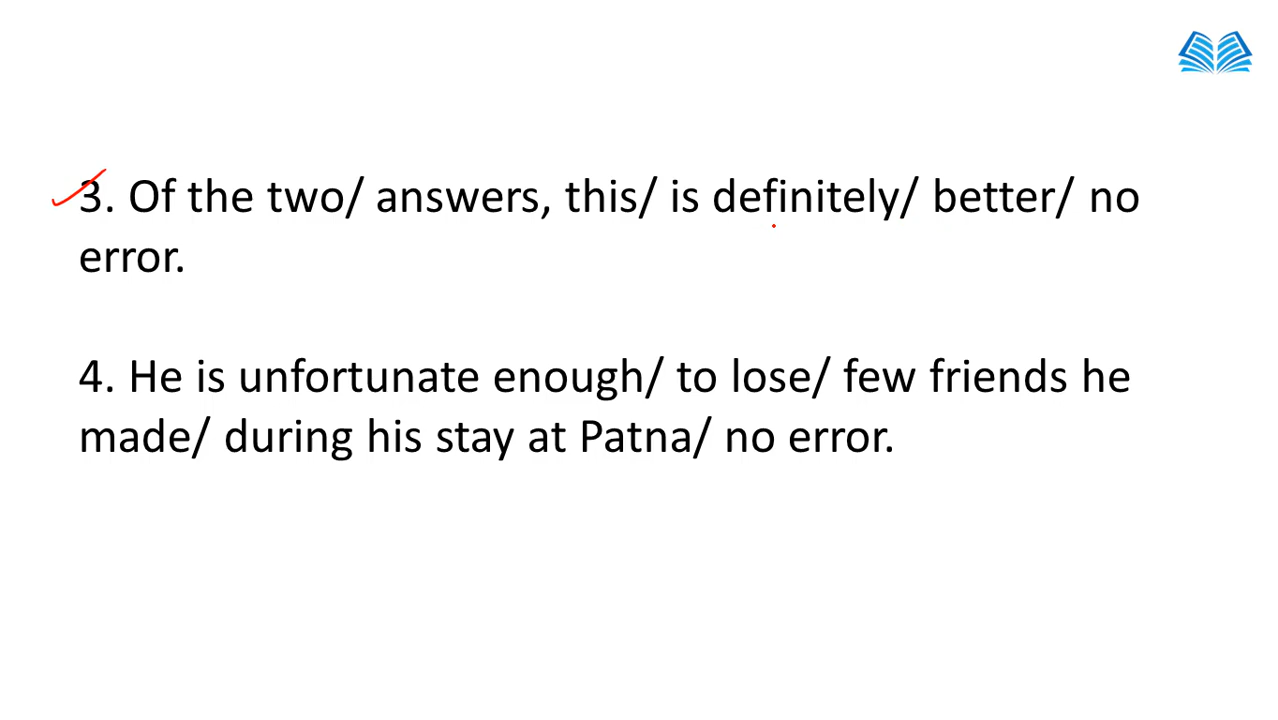 3. Of the two/ answers, this/ is definitely/ better/ no
error.
4. He is unfortunate enough/ to lose/ few friends he
made/ during his stay at Patna/ no error.